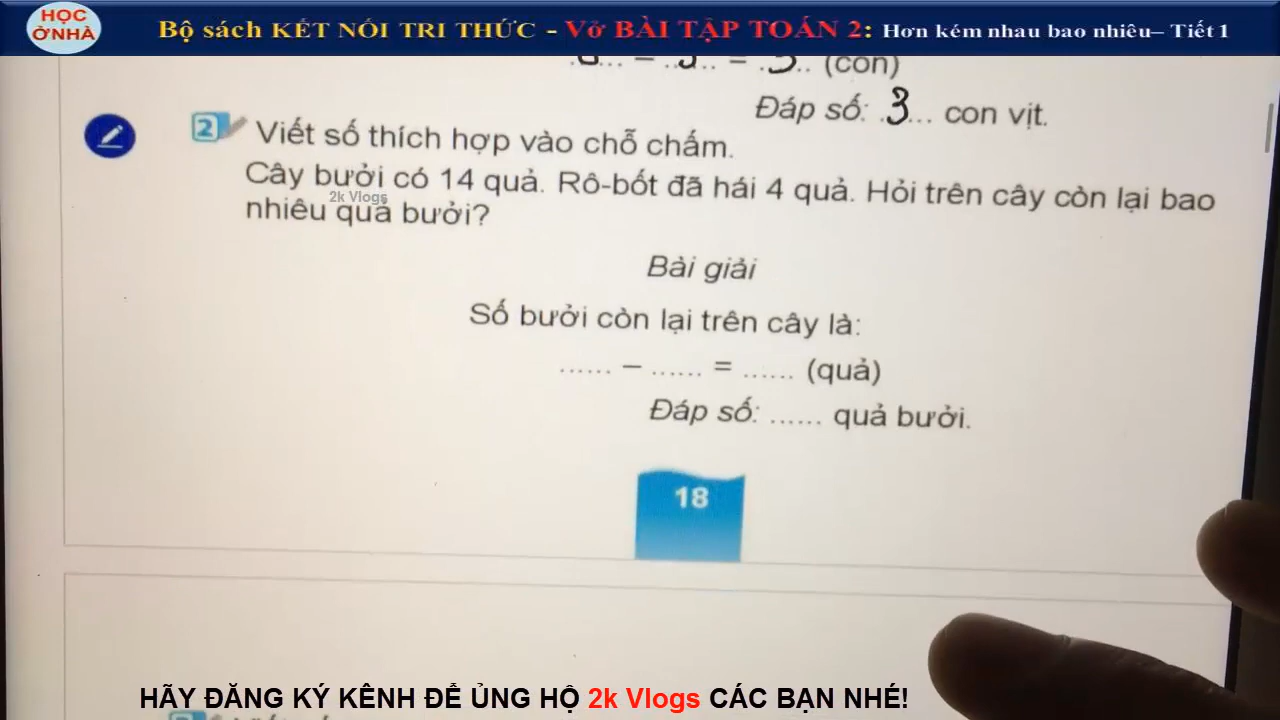 HỌC
Ở NHÀ
Bộ sách KẾT NỐI TRI THỨC - Vở BÀI TẬP TOÁN 2: Hơn kém nhau bao nhiêu– Tiết 1
– = 3 (con)
Đáp số: .3... con vịt.
2 Viết số thích hợp vào chỗ chấm.
Cây bưởi có 14 quả. Rô-bốt đã hái 4 quả. Hỏi trên cây còn lại bao
2k Vlogs
nhiêu quả bưởi?
Bài giải
Số bưởi còn lại trên cây là:
...... – ...... = ...... (quả)
Đáp số: ...... quả bưởi.
18
HÃY ĐĂNG KÝ KÊNH ĐỂ ỦNG HỘ 2k Vlogs CÁC BẠN NHÉ!